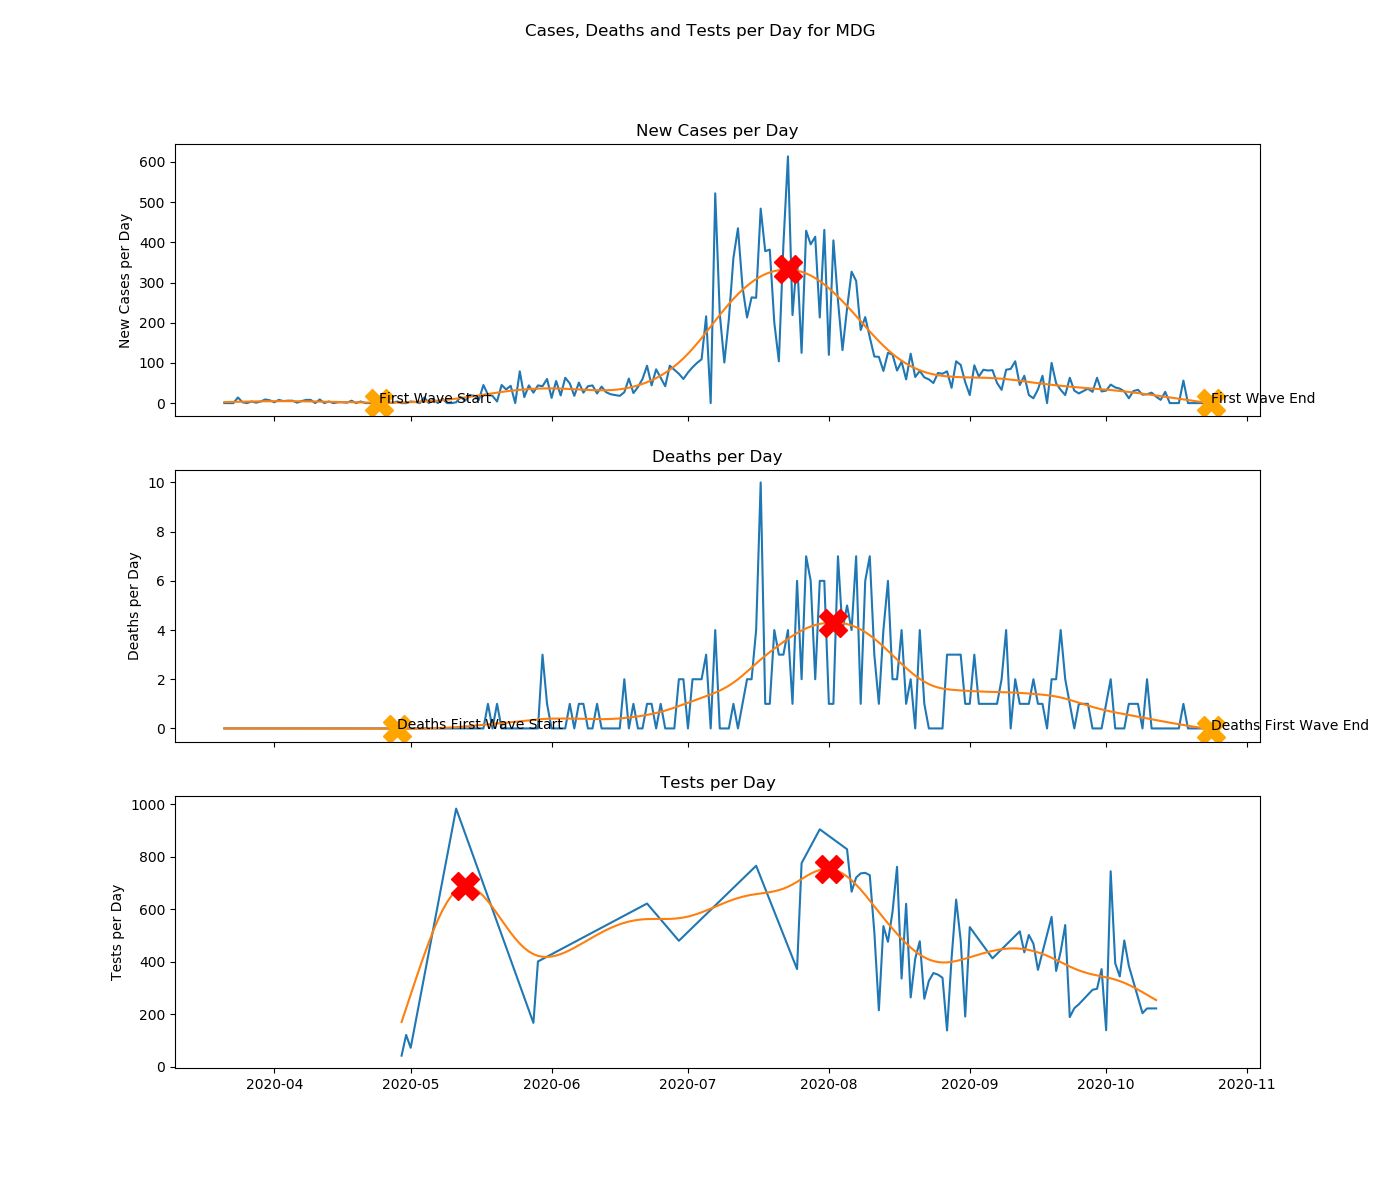 Cases, Deaths and Tests per Day for MDG
New Cases per Day
New Cases per Day
600
500
400
300
200
100
0
First Wave Start
First Wave End
Deaths per Day
Deaths per Day
10
8
6
4
2
0
Deaths First Wave Start
Deaths First Wave End
Tests per Day
Tests per Day
1000
800
600
400
200
0
2020-04 2020-05 2020-06 2020-07 2020-08 2020-09 2020-10 2020-11